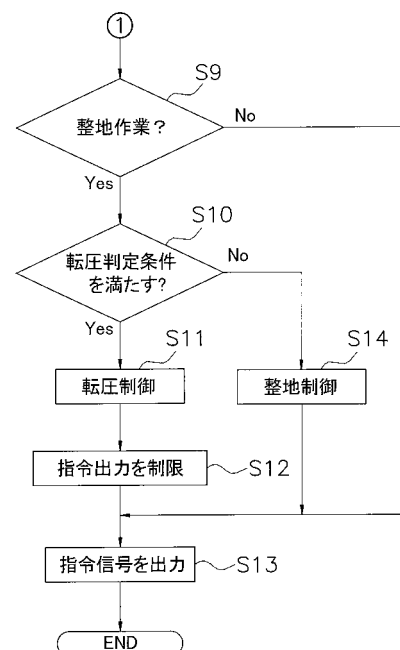 1
S9
整地作業？
No
Yes
S10
転圧判定条件
を満たす?
No
Yes
S11
転圧制御
S14
整地制御
指令出力を制限
S12
指令信号を出力
S13
END